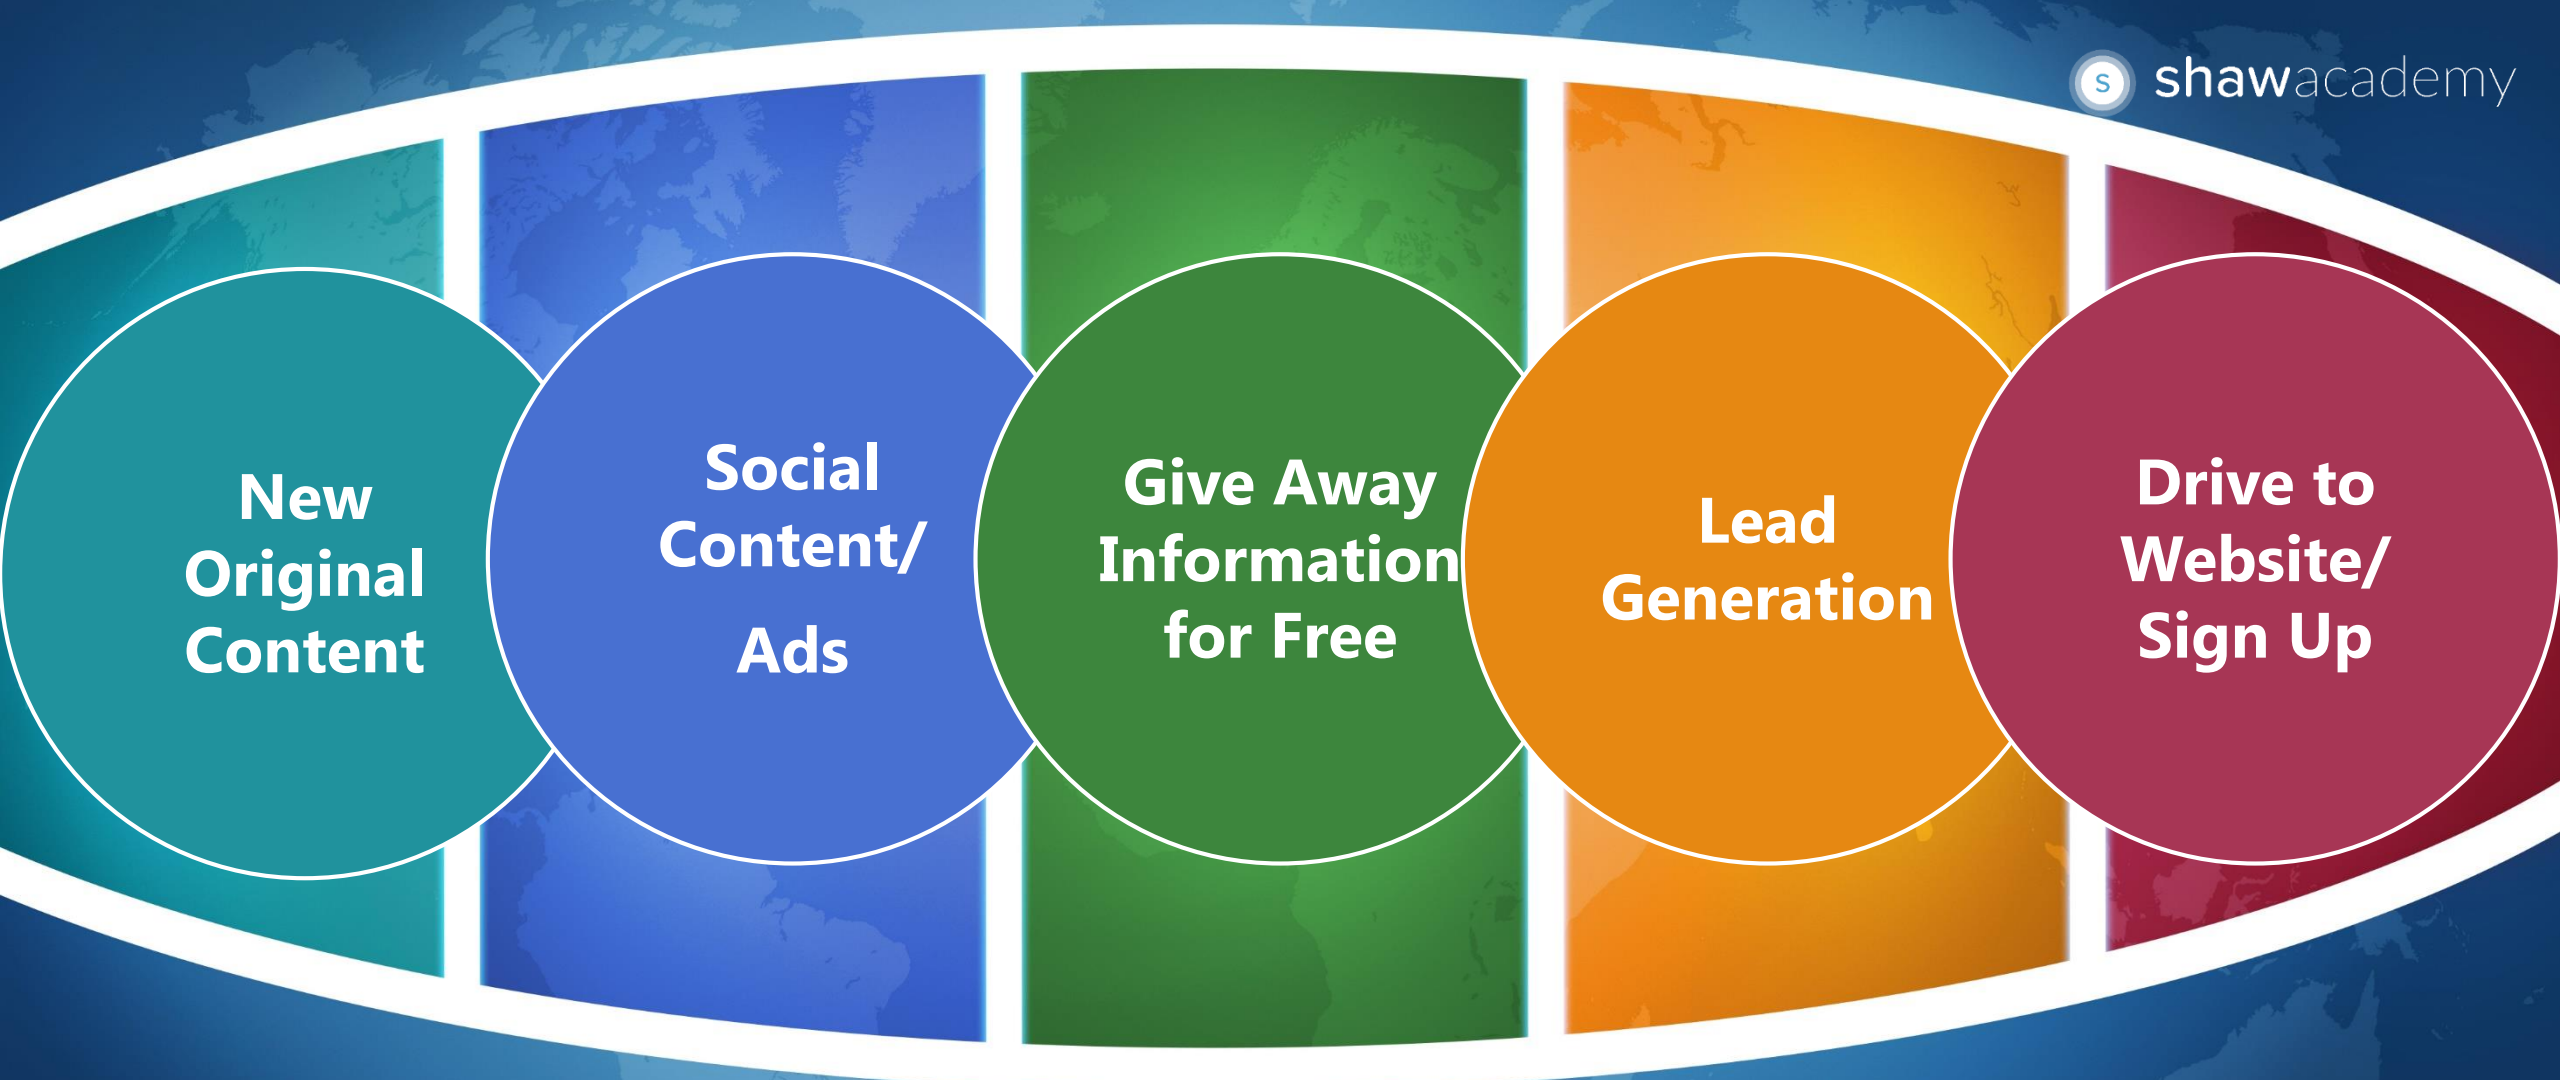 s shawacademy
New
Original
Content
Social
Content/
Ads
Give Away
Information
for Free
Lead
Generation
Drive to
Website/
Sign Up